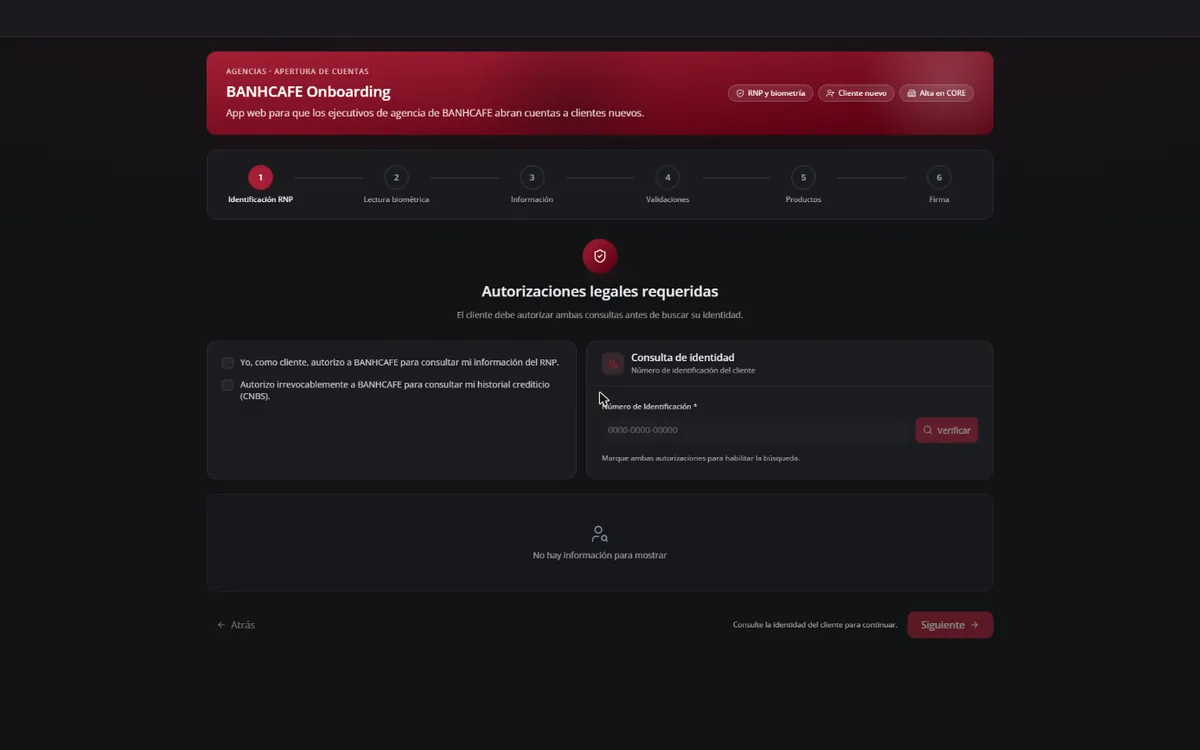 AGENCIAS · APERTURA DE CUENTAS
BANHCAFE Onboarding
App web para que los ejecutivos de agencia de BANHCAFE abran cuentas a clientes nuevos.
RNP y biometría
Cliente nuevo
Alta en CORE
1
2
3
4
5
6
Identificación RNP
Lectura biométrica
Información
Validaciones
Productos
Firma
Autorizaciones legales requeridas
El cliente debe autorizar ambas consultas antes de buscar su identidad.
Yo, como cliente, autorizo a BANHCAFE para consultar mi información del RNP.
Autorizo irrevocablemente a BANHCAFE para consultar mi historial crediticio
(CNBS).
Consulta de identidad
Número de identificación del cliente
Número de Identificación *
0000-0000-00000
Verificar
Marque ambas autorizaciones para habilitar la búsqueda.
No hay información para mostrar
Atrás
Consulte la identidad del cliente para continuar.
Siguiente